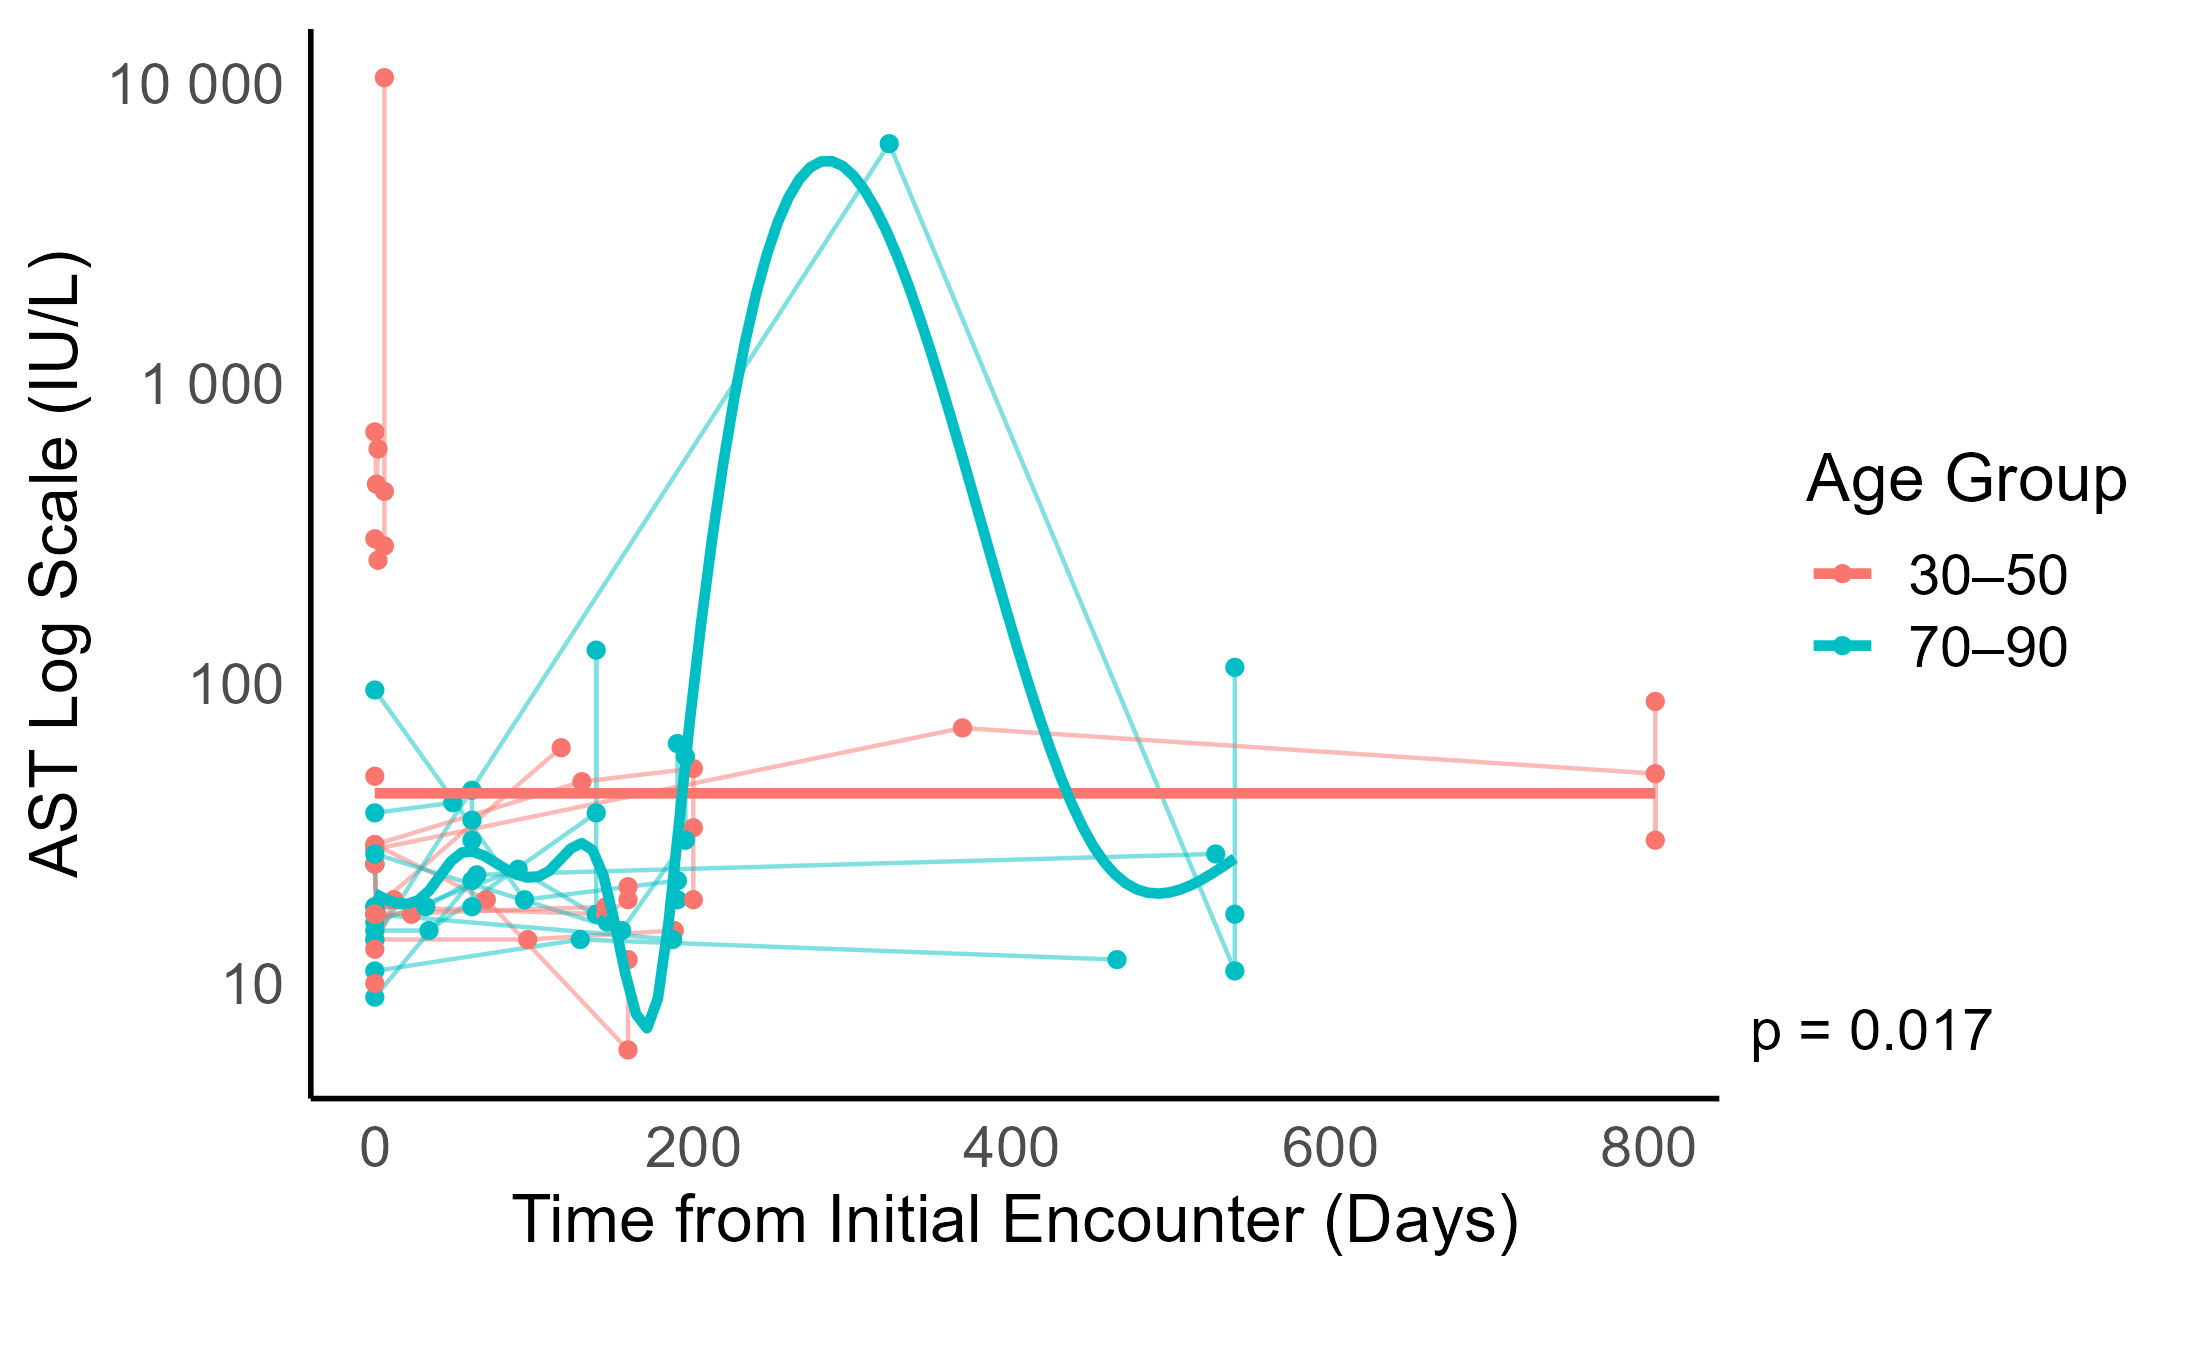 AST Log Scale (IU/L)
10 000
1 000
100
10
0 200 400 600 800
Time from Initial Encounter (Days)
Age Group
30–50
70–90
p = 0.017